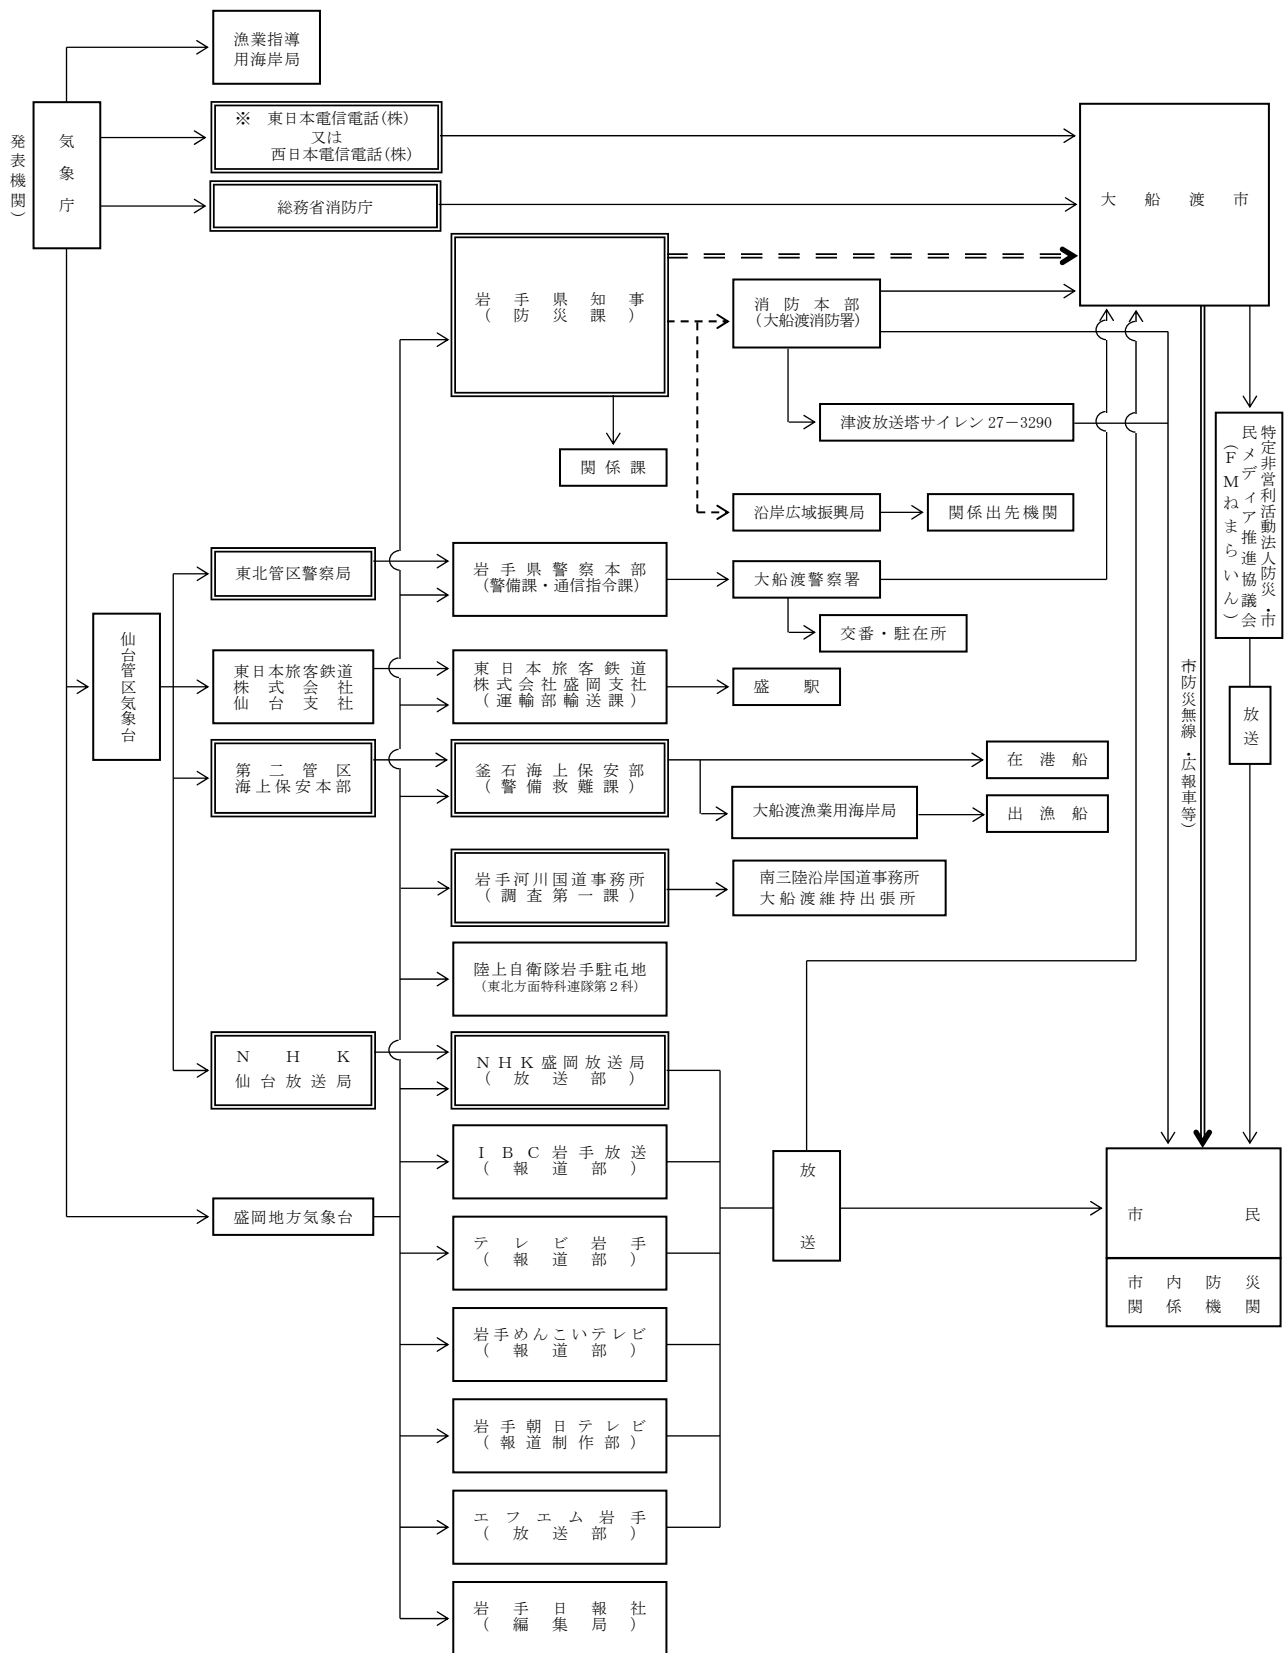 漁業指導
用海岸局
発表機関）
気象庁
※　東日本電信電話(株)
又は
西日本電信電話(株)
総務省消防庁
大船渡市
岩手県知事
（防災課）
消防本部
（大船渡消防署）
津波放送塔サイレン 27－3290
関係課
沿岸広域振興局
関係出先機関
特定非営利活動法人防災・市
民メディア推進協議会
（ＦＭねまらいん）
東北管区警察局
岩手県警察本部
（警備課・通信指令課）
大船渡警察署
交番・駐在所
仙台管区気象台
東日本旅客鉄道
株式会社
仙台支社
東日本旅客鉄道
株式会社盛岡支社
（運輸部輸送課）
盛駅
市防災無線・広報車等）
放送
第二管区
海上保安本部
釜石海上保安部
（警備救難課）
在港船
大船渡漁業用海岸局
出漁船
岩手河川国道事務所
（調査第一課）
南三陸沿岸国道事務所
大船渡維持出張所
陸上自衛隊岩手駐屯地
（東北方面特科連隊第２科）
ＮＨＫ
仙台放送局
ＮＨＫ盛岡放送局
（放送部）
ＩＢＣ岩手放送
（報道部）
放送
盛岡地方気象台
市民
テレビ岩手
（報道部）
市内防災
関係機関
岩手めんこいテレビ
（報道部）
岩手朝日テレビ
（報道制作部）
エフエム岩手
（放送部）
岩手日報社
（編集局）